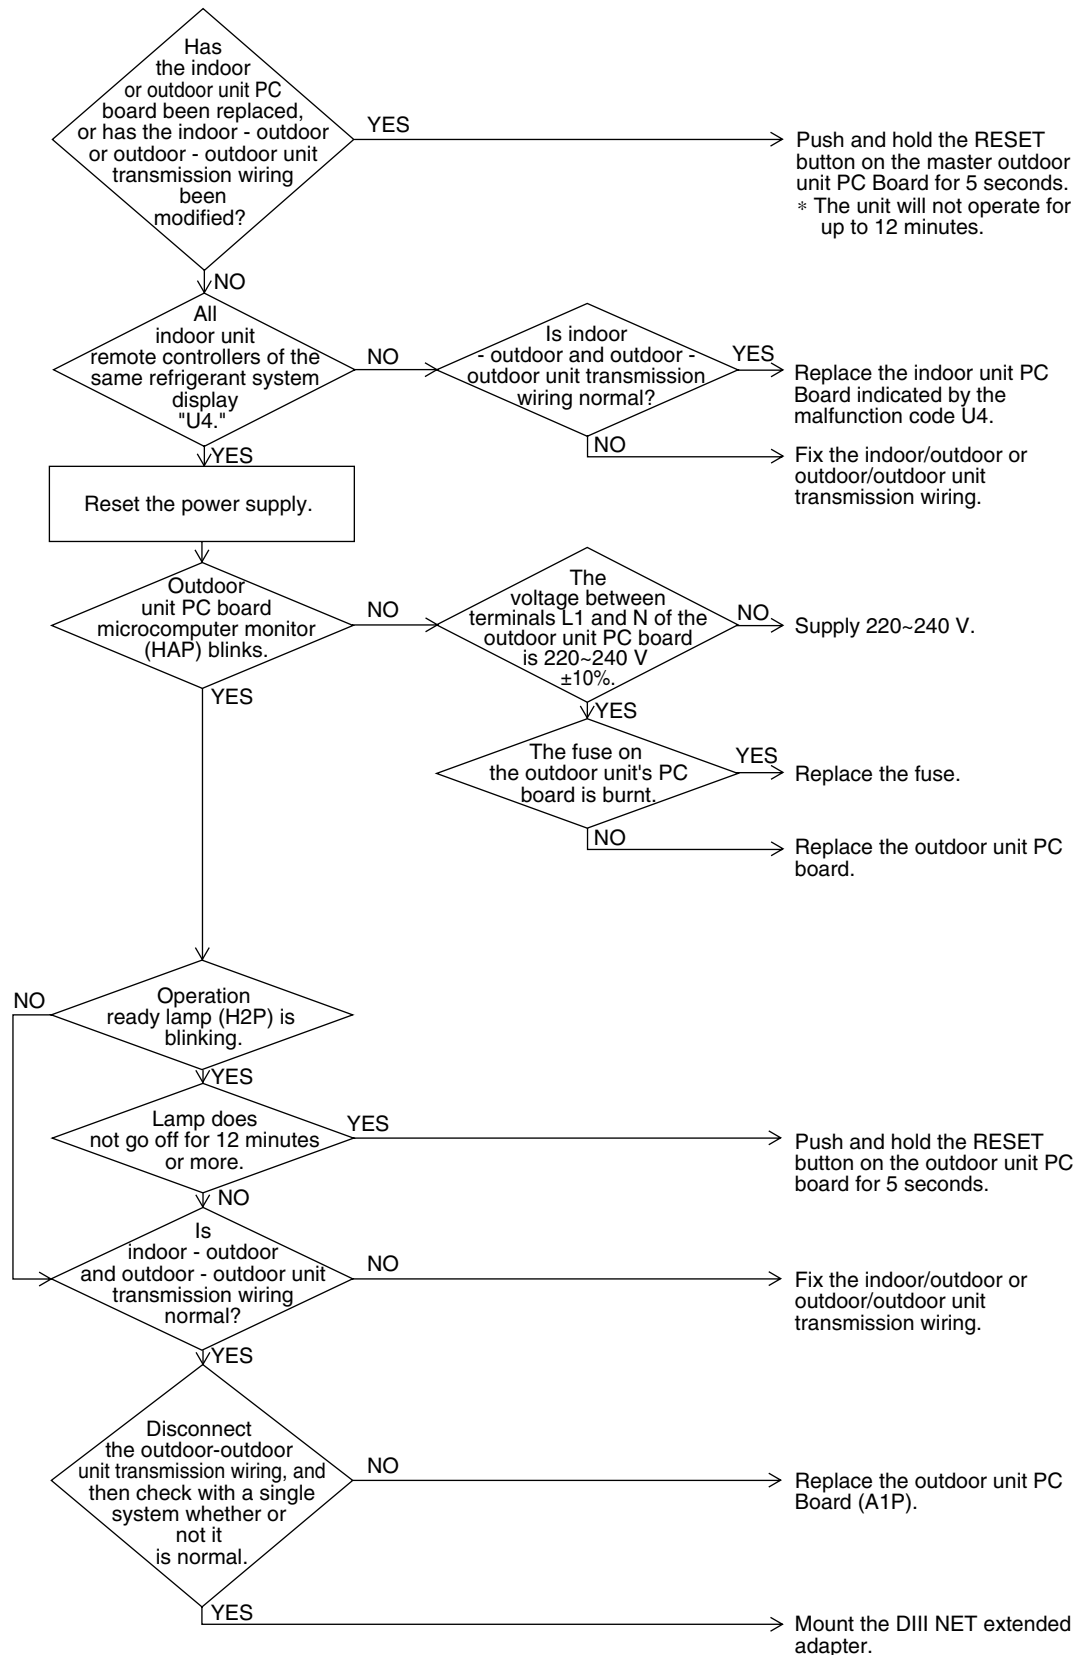 Has
the indoor
or outdoor unit PC
board been replaced,
or has the indoor - outdoor
or outdoor - outdoor unit
transmission wiring
been
modified?
YES
Push and hold the RESET
button on the master outdoor
unit PC Board for 5 seconds.
* The unit will not operate for
up to 12 minutes.
NO
All
indoor unit
remote controllers of the
same refrigerant system
display
"U4."
NO
Is indoor
- outdoor and outdoor -
outdoor unit transmission
wiring normal?
YES
Replace the indoor unit PC
Board indicated by the
malfunction code U4.
NO
Fix the indoor/outdoor or
outdoor/outdoor unit
transmission wiring.
YES
Reset the power supply.
Outdoor
unit PC board
microcomputer monitor
(HAP) blinks.
NO
The
voltage between
terminals L1 and N of the
outdoor unit PC board
is 220~240 V
±10%.
NO
Supply 220~240 V.
YES
The fuse on
the outdoor unit's PC
board is burnt.
YES
Replace the fuse.
NO
Replace the outdoor unit PC
board.
YES
Operation
ready lamp (H2P) is
blinking.
NO
YES
Lamp does
not go off for 12 minutes
or more.
YES
Push and hold the RESET
button on the outdoor unit PC
board for 5 seconds.
NO
Is
indoor - outdoor
and outdoor - outdoor unit
transmission wiring
normal?
NO
Fix the indoor/outdoor or
outdoor/outdoor unit
transmission wiring.
YES
Disconnect
the outdoor-outdoor
unit transmission wiring, and
then check with a single
system whether or
not it
is normal.
NO
Replace the outdoor unit PC
Board (A1P).
YES
Mount the DIII NET extended
adapter.